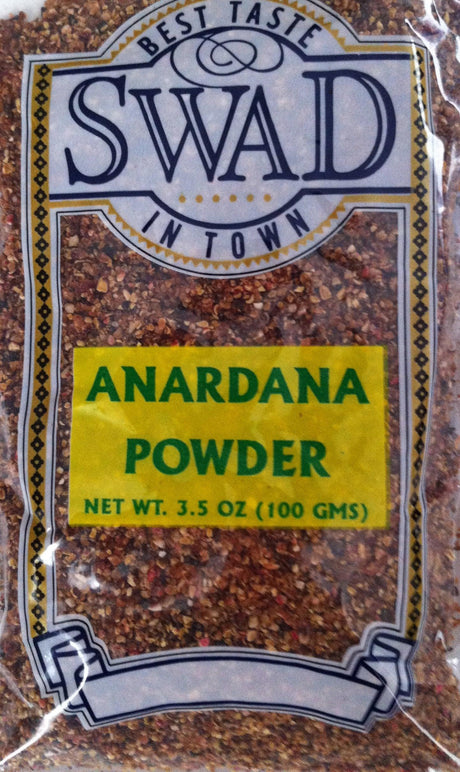 BEST TASTE
SWAD
IN TOWN
ANARDANA
POWDER
NET WT. 3.5 OZ (100 GMS)